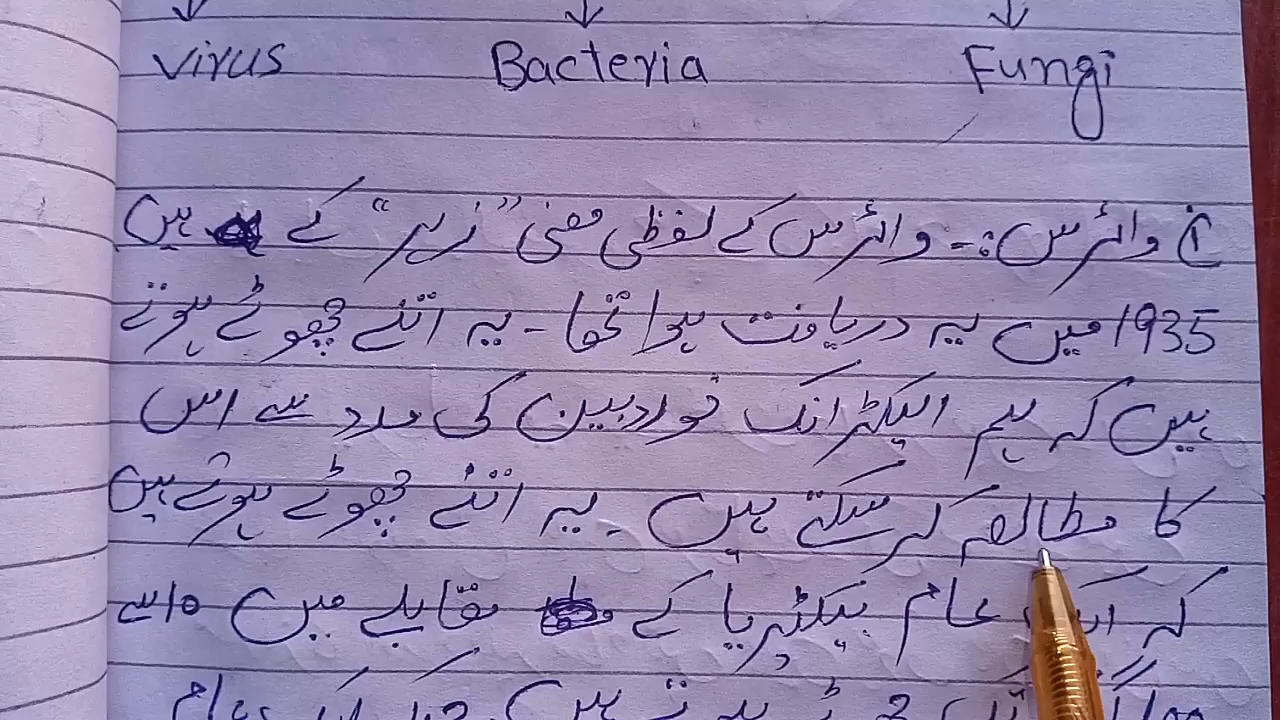 Virus Bacteria Fungi
(i) وائرس :- وائرس کے لفظی معنی "زہر" کے ہیں
1935 میں یہ دریافت ہوا تھا - یہ اتنے چھوٹے ہوتے
ہیں کہ ہم الیکٹرانک خوردبین کی مدد سے اس
کا مطالعہ کر سکتے ہیں - یہ اتنے چھوٹے ہوتے ہیں
کہ ایک عام بیکٹیریا کے مقابلے میں 10 سے